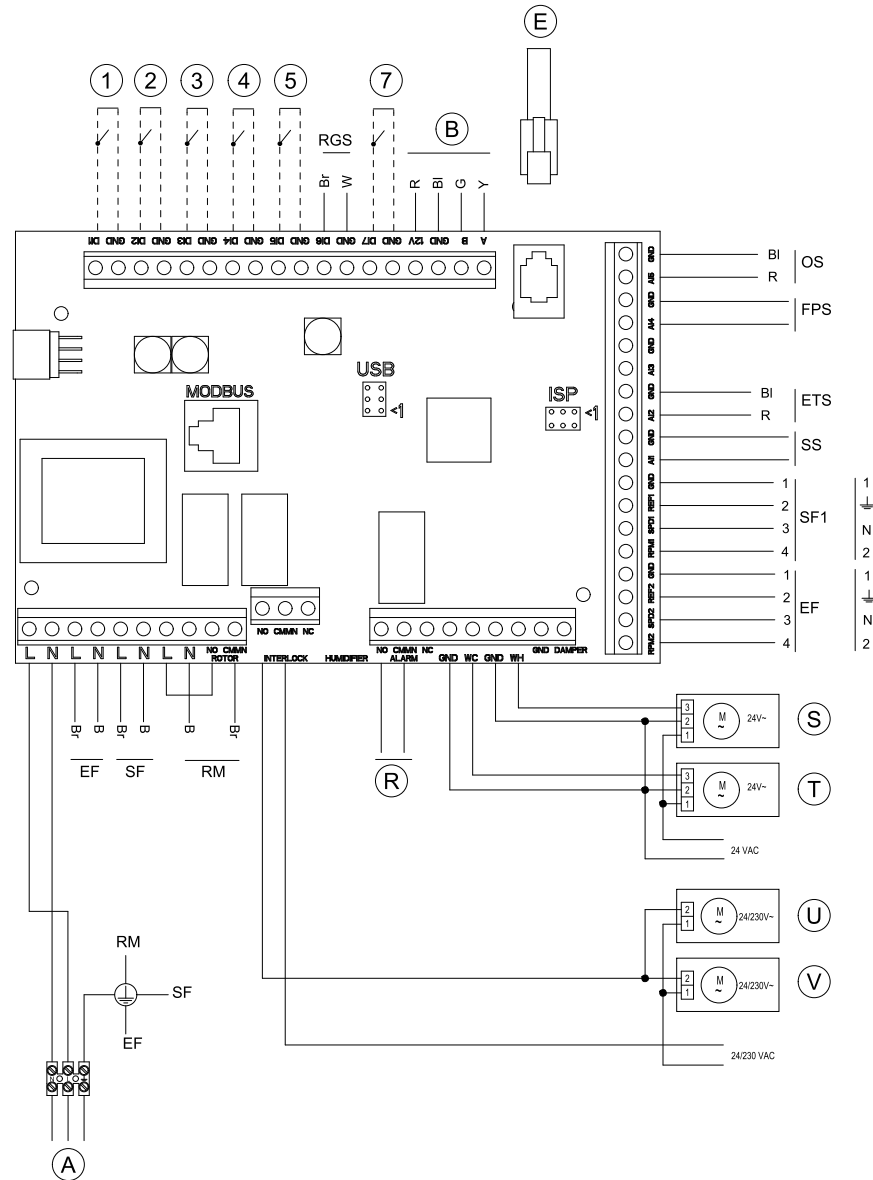 E
1 2 3 4 5 7
B
RGS
Br W R Bl G Y
DI1 GND DI2 GND DI3 GND DI4 GND DI5 GND DI6 GND DI7 GND 12V GND B A
GND Bl
OS
AI5 R
GND
FPS
AI4
GND
AI3
GND Bl
ETS
AI2 R
GND
SS
AI1
GND 1 1
REF1 2
SF1
SPD1 3 N
RPM1 4 2
GND 1 1
REF2 2
EF
SPD2 3 N
RPM2 4 2
USB
<1
MODBUS
ISP
<1
NO CMMN NC
L N L N L N L N NO CMMN
ROTOR
INTERLOCK
HUMIDIFIER
NO CMMN NC
ALARM
GND WC GND WH
GND DAMPER
Br B Br B B Br
EF SF RM
R
3
2
1
M
~
24V~
S
3
2
1
M
~
24V~
T
24 VAC
2
1
M
~
24/230V~
U
2
1
M
~
24/230V~
V
24/230 VAC
RM
SF
EF
N L
A